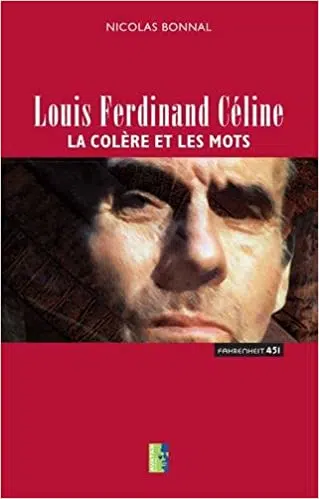 NICOLAS BONNAL
Louis Ferdinand Céline
LA COLÈRE ET LES MOTS
FAHRENHEIT 451